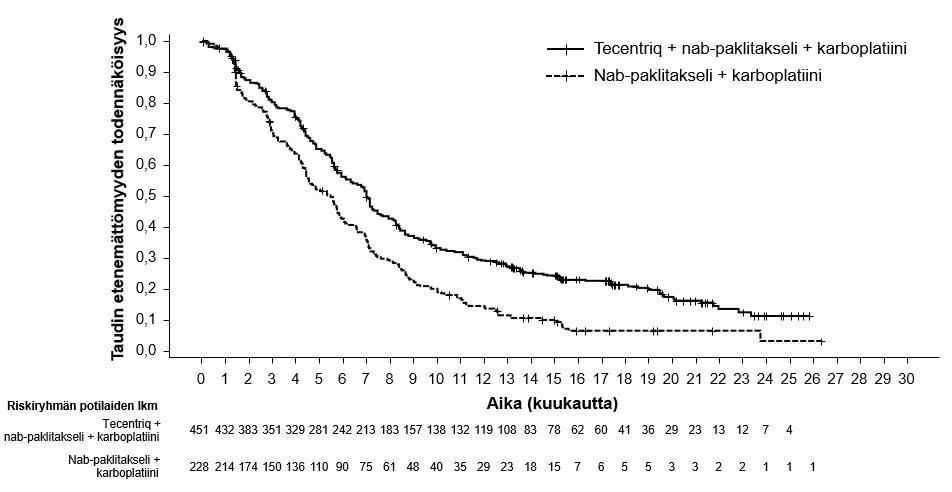 Taudin etenemättömyyden todennäköisyys
1,0
0,9
0,8
0,7
0,6
0,5
0,4
0,3
0,2
0,1
0,0
Tecentriq + nab-paklitakseli + karboplatiini
Nab-paklitakseli + karboplatiini
0 1 2 3 4 5 6 7 8 9 10 11 12 13 14 15 16 17 18 19 20 21 22 23 24 25 26 27 28 29 30
Aika (kuukautta)
Riskiryhmän potilaiden lkm
Tecentriq +
nab-paklitakseli + karboplatiini
451 432 383 351 329 281 242 213 183 157 138 132 119 108 83 78 62 60 41 36 29 23 13 12 7 4
Nab-paklitakseli +
karboplatiini
228 214 174 150 136 110 90 75 61 48 40 35 29 23 18 15 7 6 5 5 3 3 2 2 1 1 1